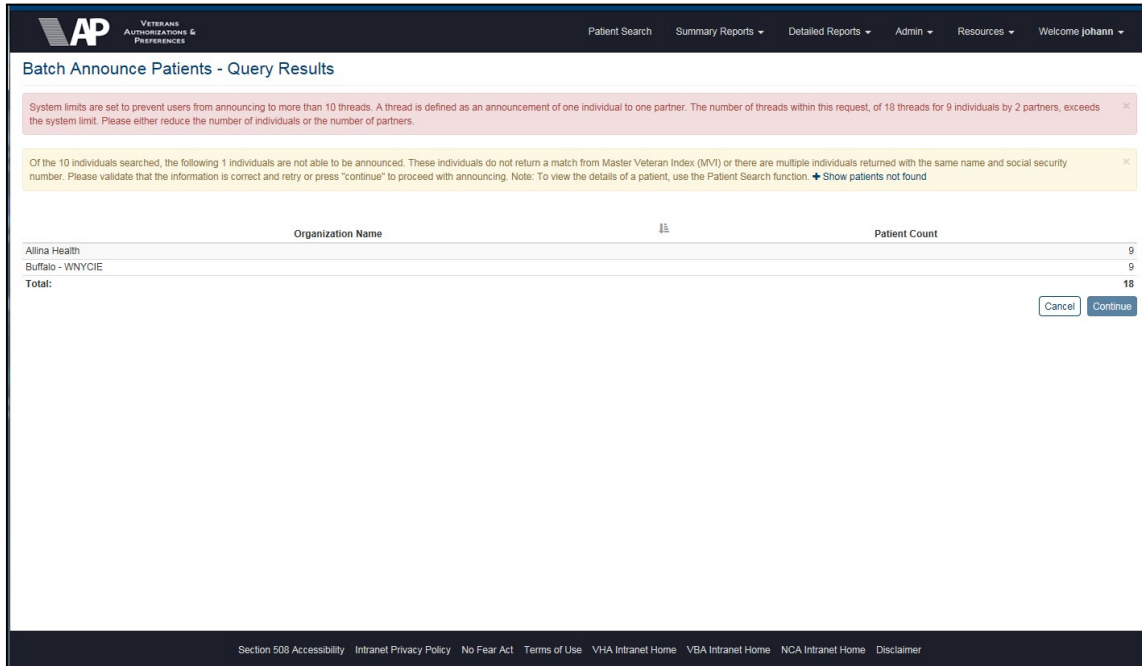 VAP
VETERANS
AUTHORIZATIONS &
PREFERENCES
Patient Search Summary Reports Detailed Reports Admin Resources Welcome johann
Batch Announce Patients - Query Results
System limits are set to prevent users from announcing to more than 10 threads. A thread is defined as an announcement of one individual to one partner. The number of threads within this request, of 18 threads for 9 individuals by 2 partners, exceeds
the system limit. Please either reduce the number of individuals or the number of partners.
Of the 10 individuals searched, the following 1 individuals are not able to be announced. These individuals do not return a match from Master Veteran Index (MVI) or there are multiple individuals returned with the same name and social security
number. Please validate that the information is correct and retry or press "continue" to proceed with announcing. Note: To view the details of a patient, use the Patient Search function. + Show patients not found
Organization Name Patient Count
Allina Health 9
Buffalo - WNYCIE 9
Total: 18
Cancel Continue
Section 508 Accessibility Intranet Privacy Policy No Fear Act Terms of Use VHA Intranet Home VBA Intranet Home NCA Intranet Home Disclaimer